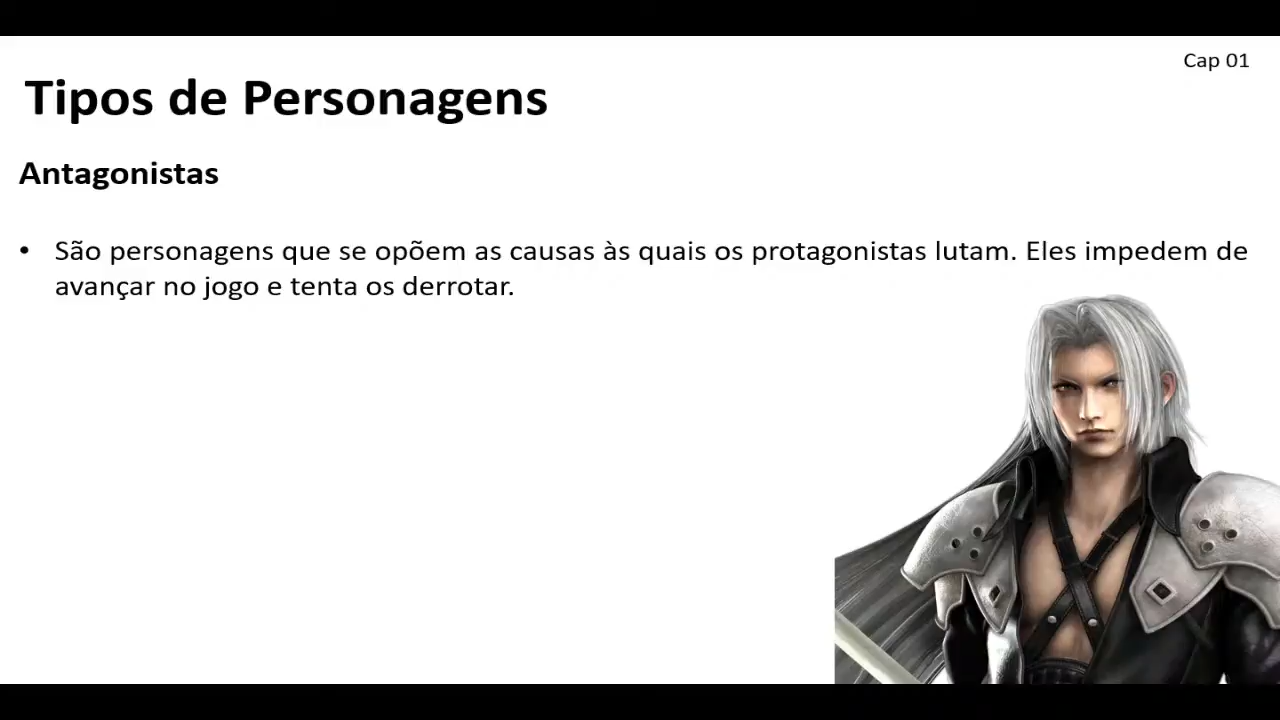 Cap 01
Tipos de Personagens
Antagonistas
• São personagens que se opõem as causas às quais os protagonistas lutam. Eles impedem de
avançar no jogo e tenta os derrotar.